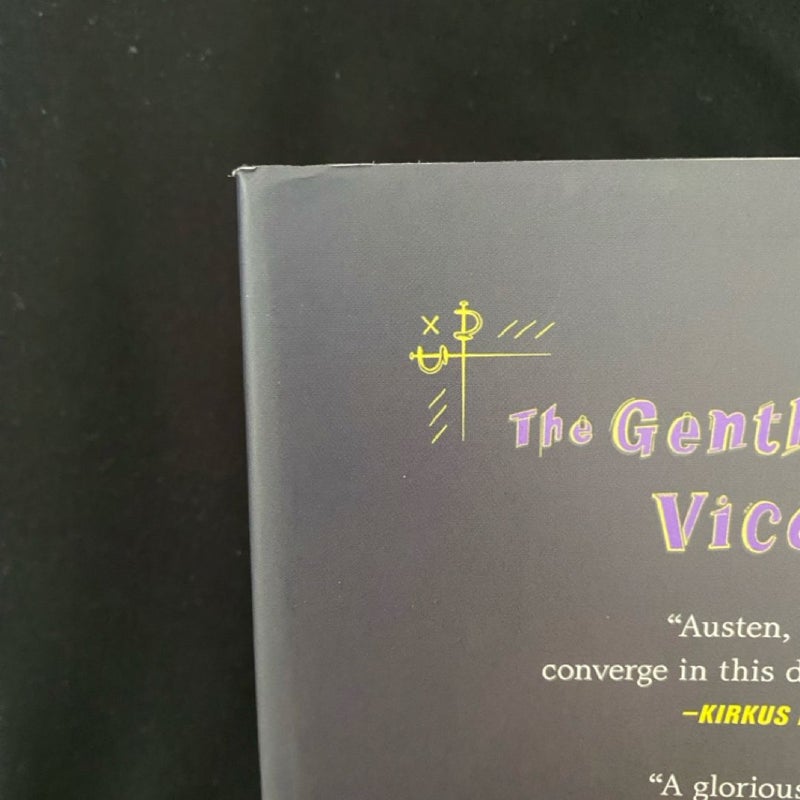 The Gentl
Vice
“Austen,
converge in this d
–KIRKUS
“A glorious